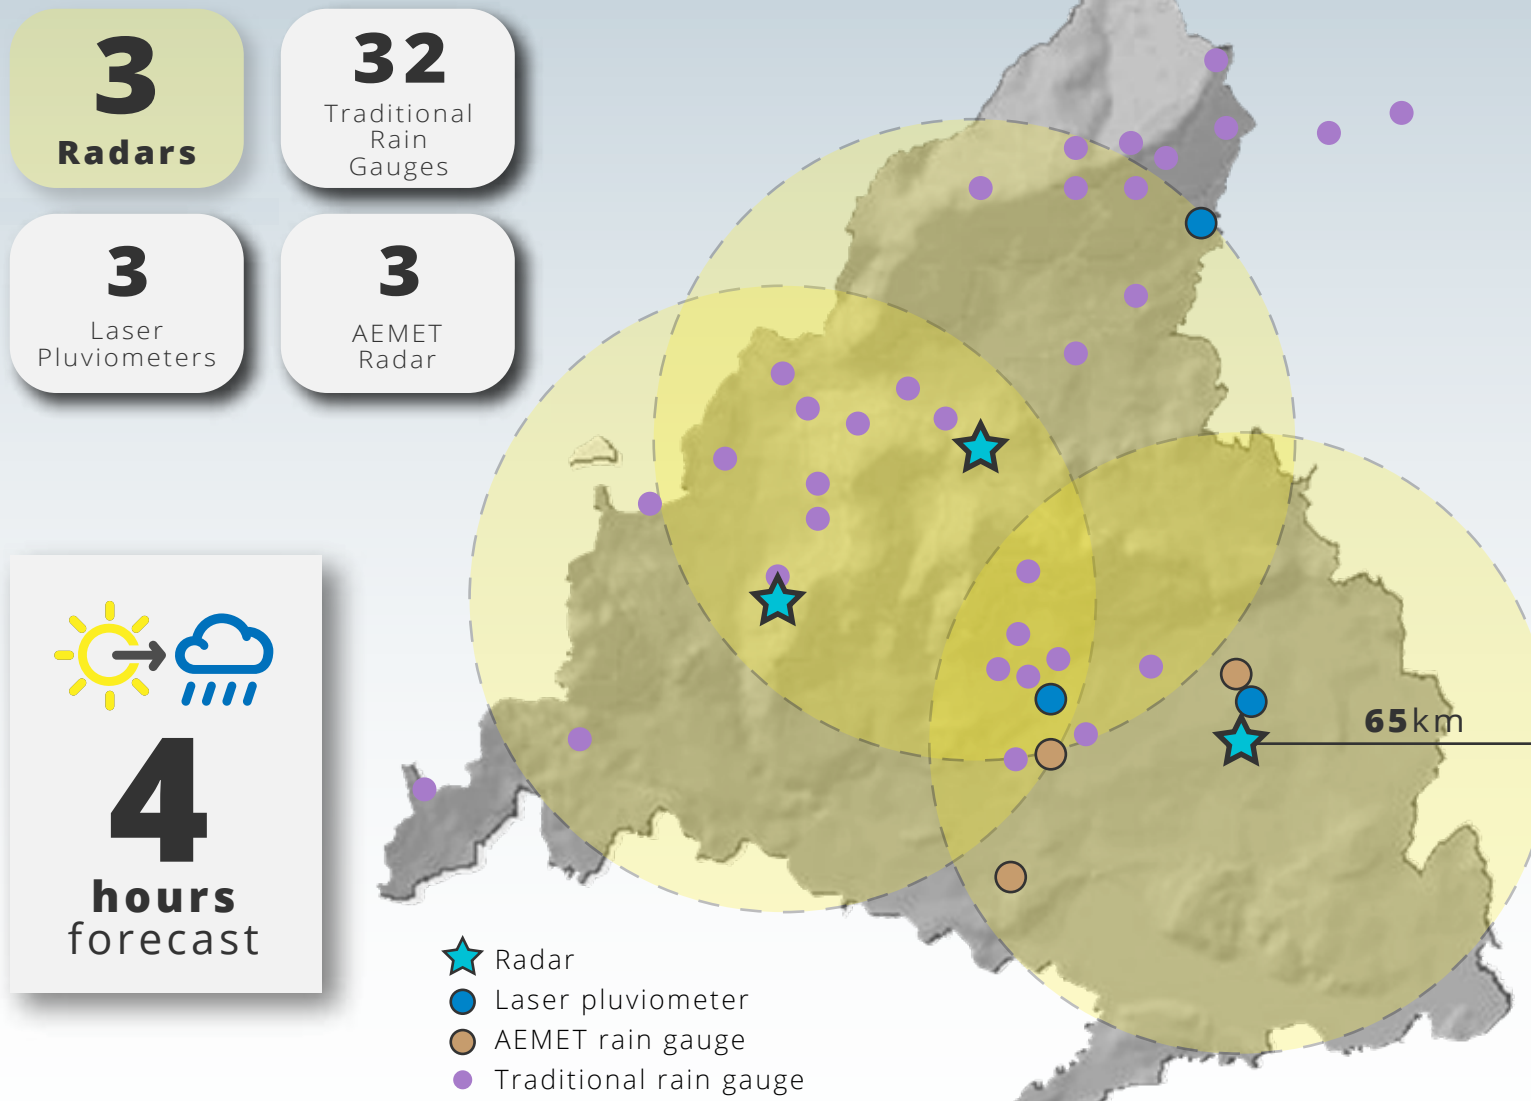 3
Radars
32
Traditional
Rain
Gauges
3
Laser
Pluviometers
3
AEMET
Radar
4
hours
forecast
65km
Radar
Laser pluviometer
AEMET rain gauge
Traditional rain gauge